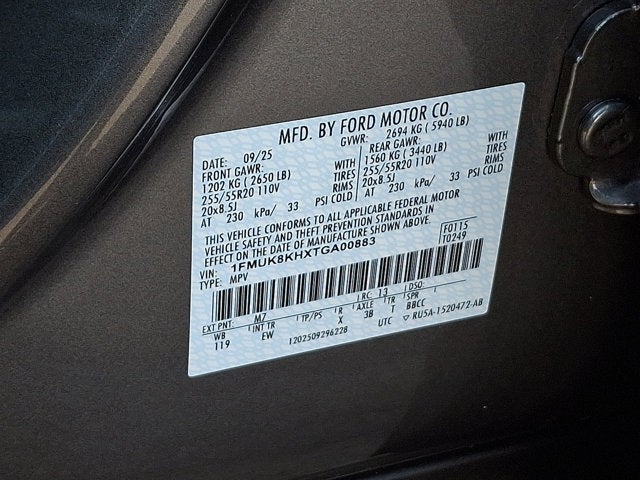 MFD. BY FORD MOTOR CO.
DATE: 09/25 GVWR: 2694 KG ( 5940 LB)
FRONT GAWR: WITH REAR GAWR: WITH
1202 KG ( 2650 LB) TIRES 1560 KG ( 3440 LB) TIRES
255/55R20 110V RIMS 255/55R20 110V RIMS
20x8.5J 20x8.5J
AT 230 kPa/ 33 PSI COLD AT 230 kPa/ 33 PSI COLD
THIS VEHICLE CONFORMS TO ALL APPLICABLE FEDERAL MOTOR
VEHICLE SAFETY AND THEFT PREVENTION STANDARDS IN
EFFECT ON THE DATE OF MANUFACTURE SHOWN ABOVE.
VIN: 1FMUK8KHXTGA00883 F0115
TYPE: MPV T0249
EXT PNT: M7 RC: 13 DSO:
WB INT TR TP/PS R AXLE TR SPR
119 EW X 3B T BBCC
1202509296228 UTC ▽ RU5A-1520472-AB